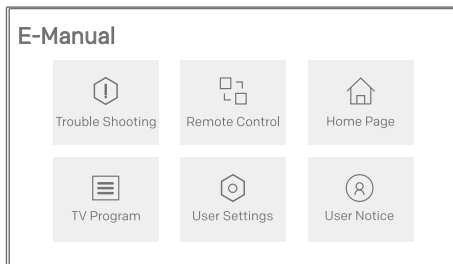 E-Manual
Trouble Shooting
Remote Control
Home Page
TV Program
User Settings
User Notice